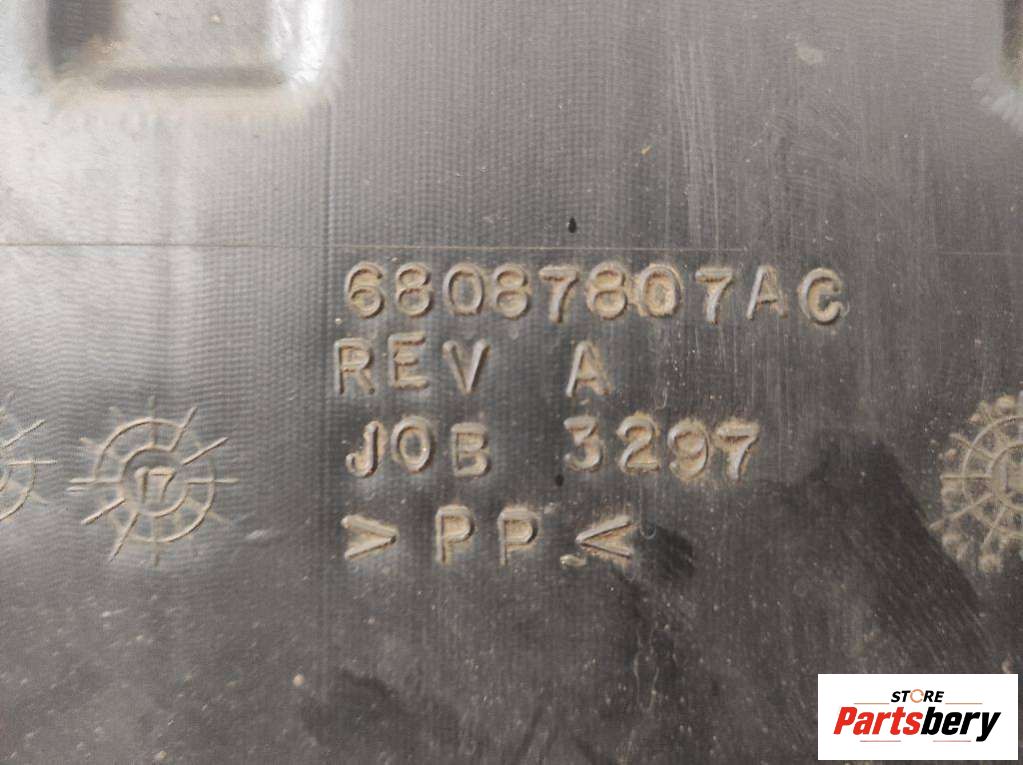 68087807AC
REV A
JOB 3297
>PP<
17
STORE
Partsbery